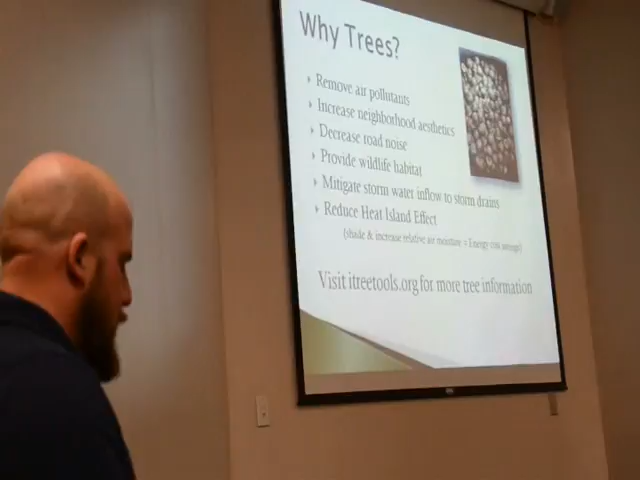 Why Trees?
Remove air pollutants
Increase neighborhood aesthetics
Decrease road noise
Provide wildlife habitat
Mitigate storm water inflow to storm drains
Reduce Heat Island Effect
(shade & increase relative air moisture = Energy cost savings)
Visit itreetools.org for more tree information